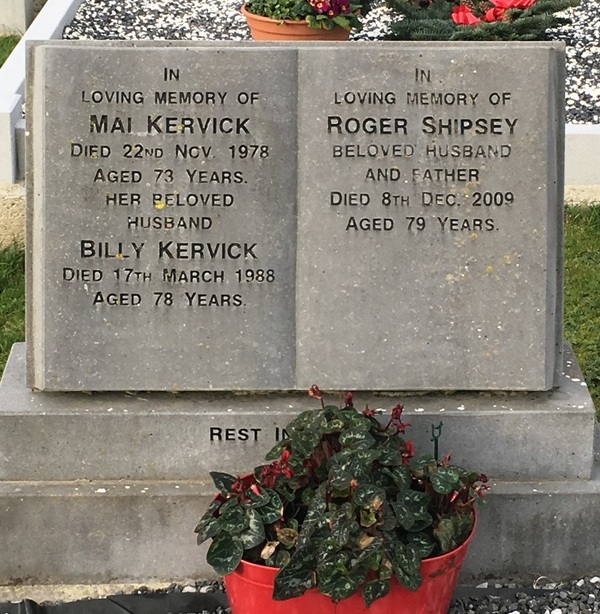 IN
LOVING MEMORY OF
MAI KERVICK
DIED 22ND NOV. 1978
AGED 73 YEARS.
HER BELOVED
HUSBAND
BILLY KERVICK
DIED 17TH MARCH 1988
AGED 78 YEARS.
IN
LOVING MEMORY OF
ROGER SHIPSEY
BELOVED HUSBAND
AND FATHER
DIED 8TH DEC. 2009
AGED 79 YEARS.
REST IN